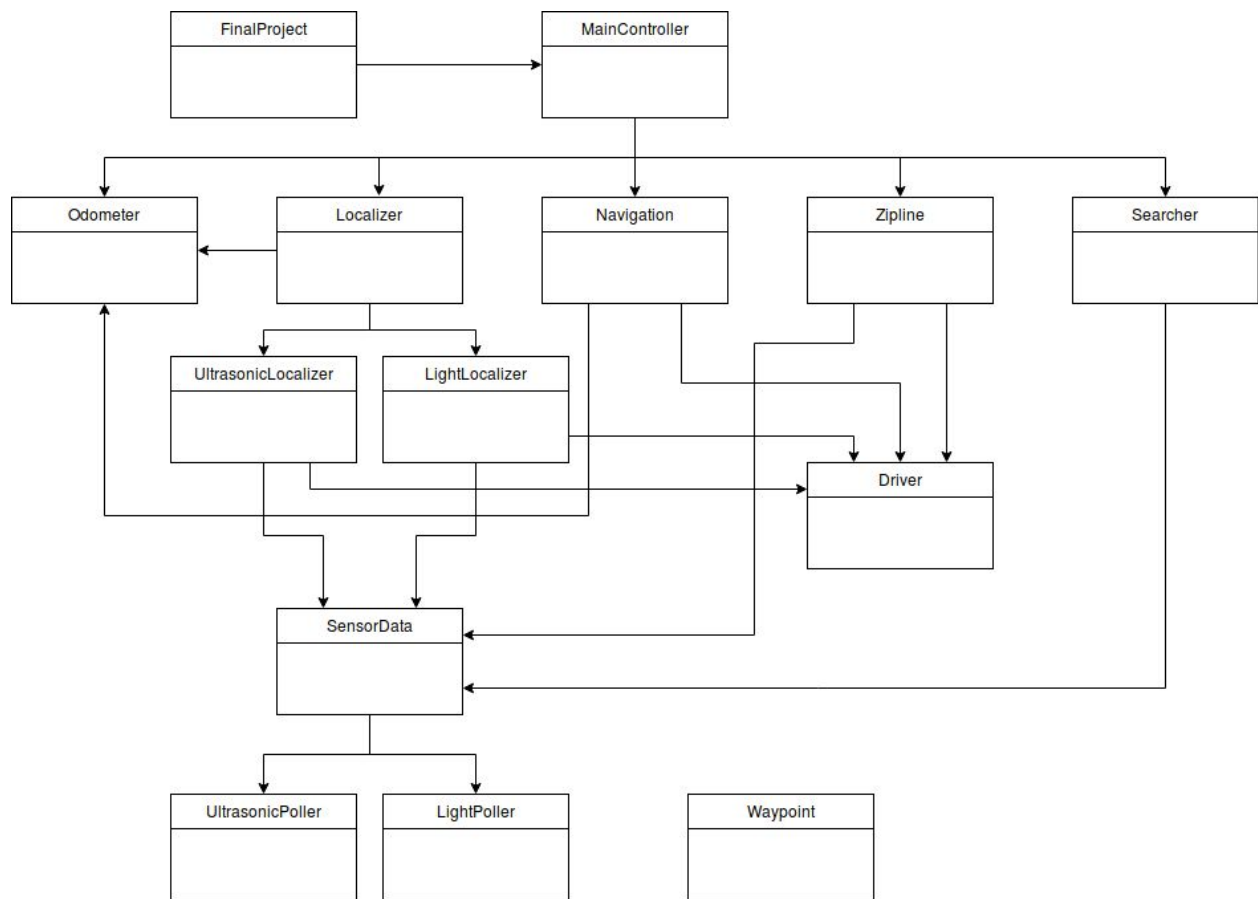 FinalProject
MainController
Odometer
Localizer
Navigation
Zipline
Searcher
UltrasonicLocalizer
LightLocalizer
Driver
SensorData
UltrasonicPoller
LightPoller
Waypoint